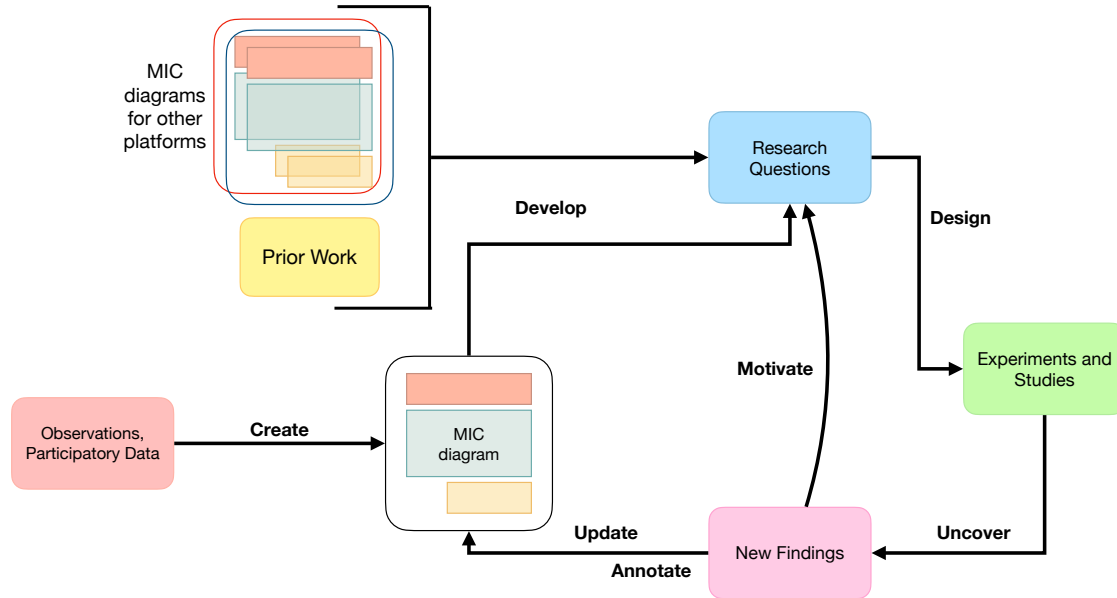 MIC
diagrams
for other
platforms
Prior Work
Research
Questions
Develop
Design
Motivate
Experiments and
Studies
Observations,
Participatory Data
Create
MIC
diagram
Update
Annotate
New Findings
Uncover